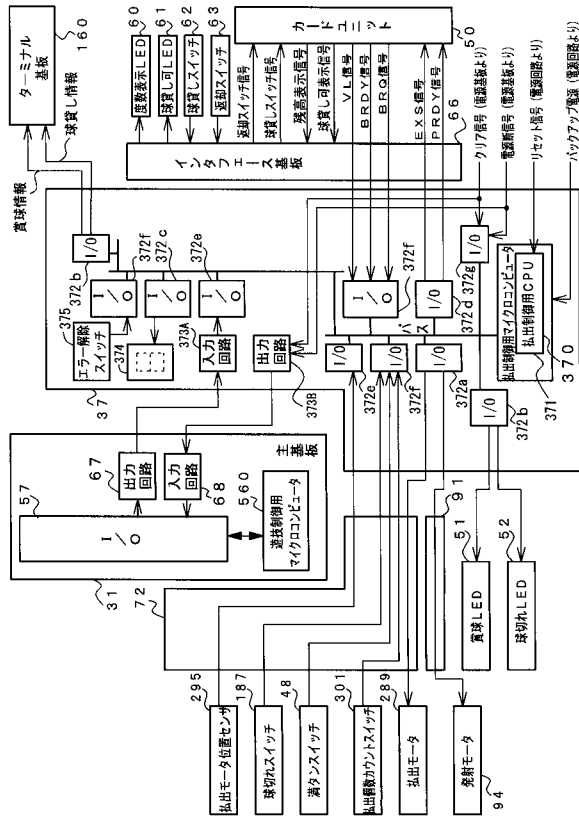 ターミナル
基板
160
賞球情報
球貸し情報
度数表示LED
60
球貸し可LED
61
球貸しスイッチ
62
返却スイッチ
63
カードユニット
50
返却スイッチ信号
球貸しスイッチ信号
残高表示信号
球貸し可表示信号
インタフェース基板
66
VL信号
BRDY信号
BRQ信号
EXS信号
PRDY信号
クリア信号(電源基板より)
電源断信号(電源基板より)
リセット信号(電源回路より)
バックアップ電源(電源回路より)
I/O
372b
エラー解除
スイッチ
375
I/O
372f
374
I/O
372c
I/O
372e
入力
回路
373A
出力
回路
373B
37
I/O
372f
I/O
372d
I/O
372g
バス
I/O
372e
I/O
372f
I/O
372a
払出制御用マイクロコンピュータ
払出制御用CPU
371
370
I/O
372b
主基板
31
I/O
57
出力
回路
67
入力
回路
68
遊技制御用
マイクロコンピュータ
560
72
91
払出モータ位置センサ
295
球切れスイッチ
187
満タンスイッチ
48
払出個数カウントスイッチ
301
払出モータ
289
発射モータ
94
賞球LED
51
球切れLED
52